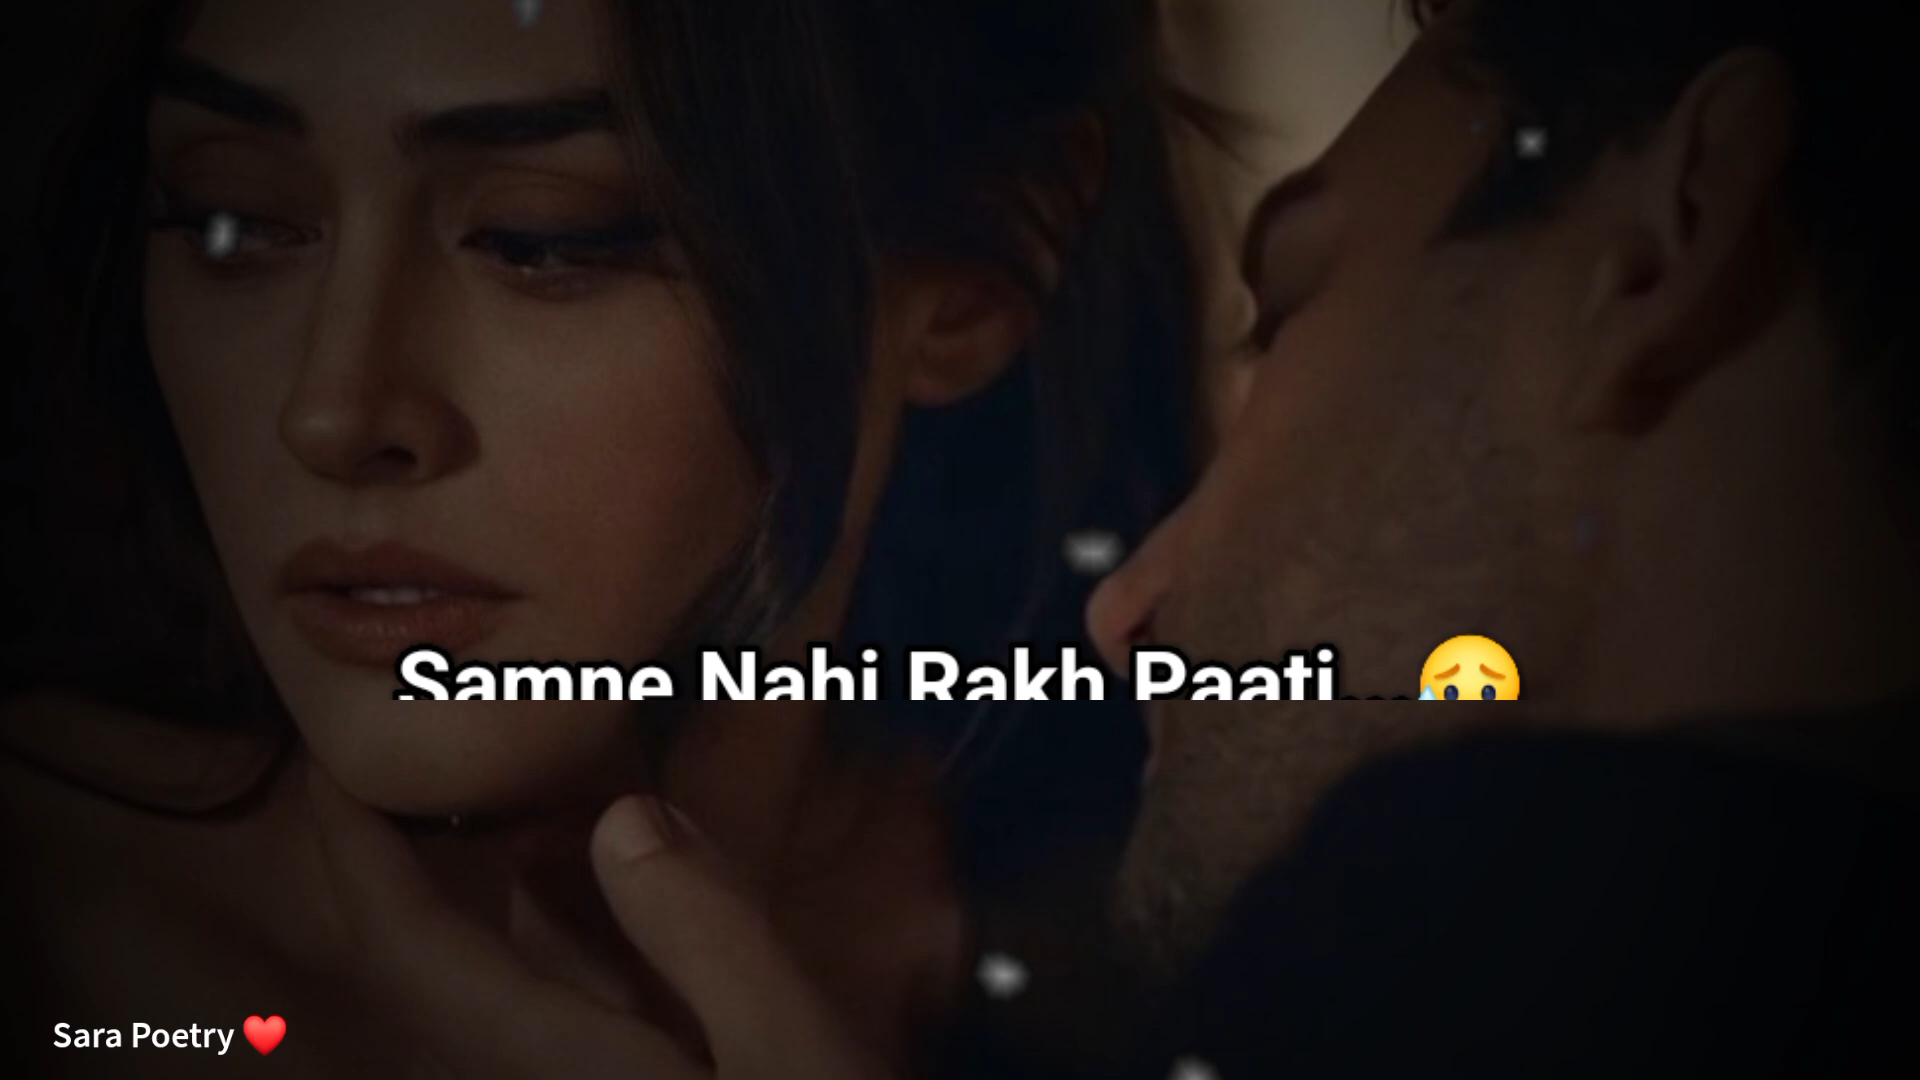 Samne Nahi Rakh Paati....😥
Sara Poetry ❤️